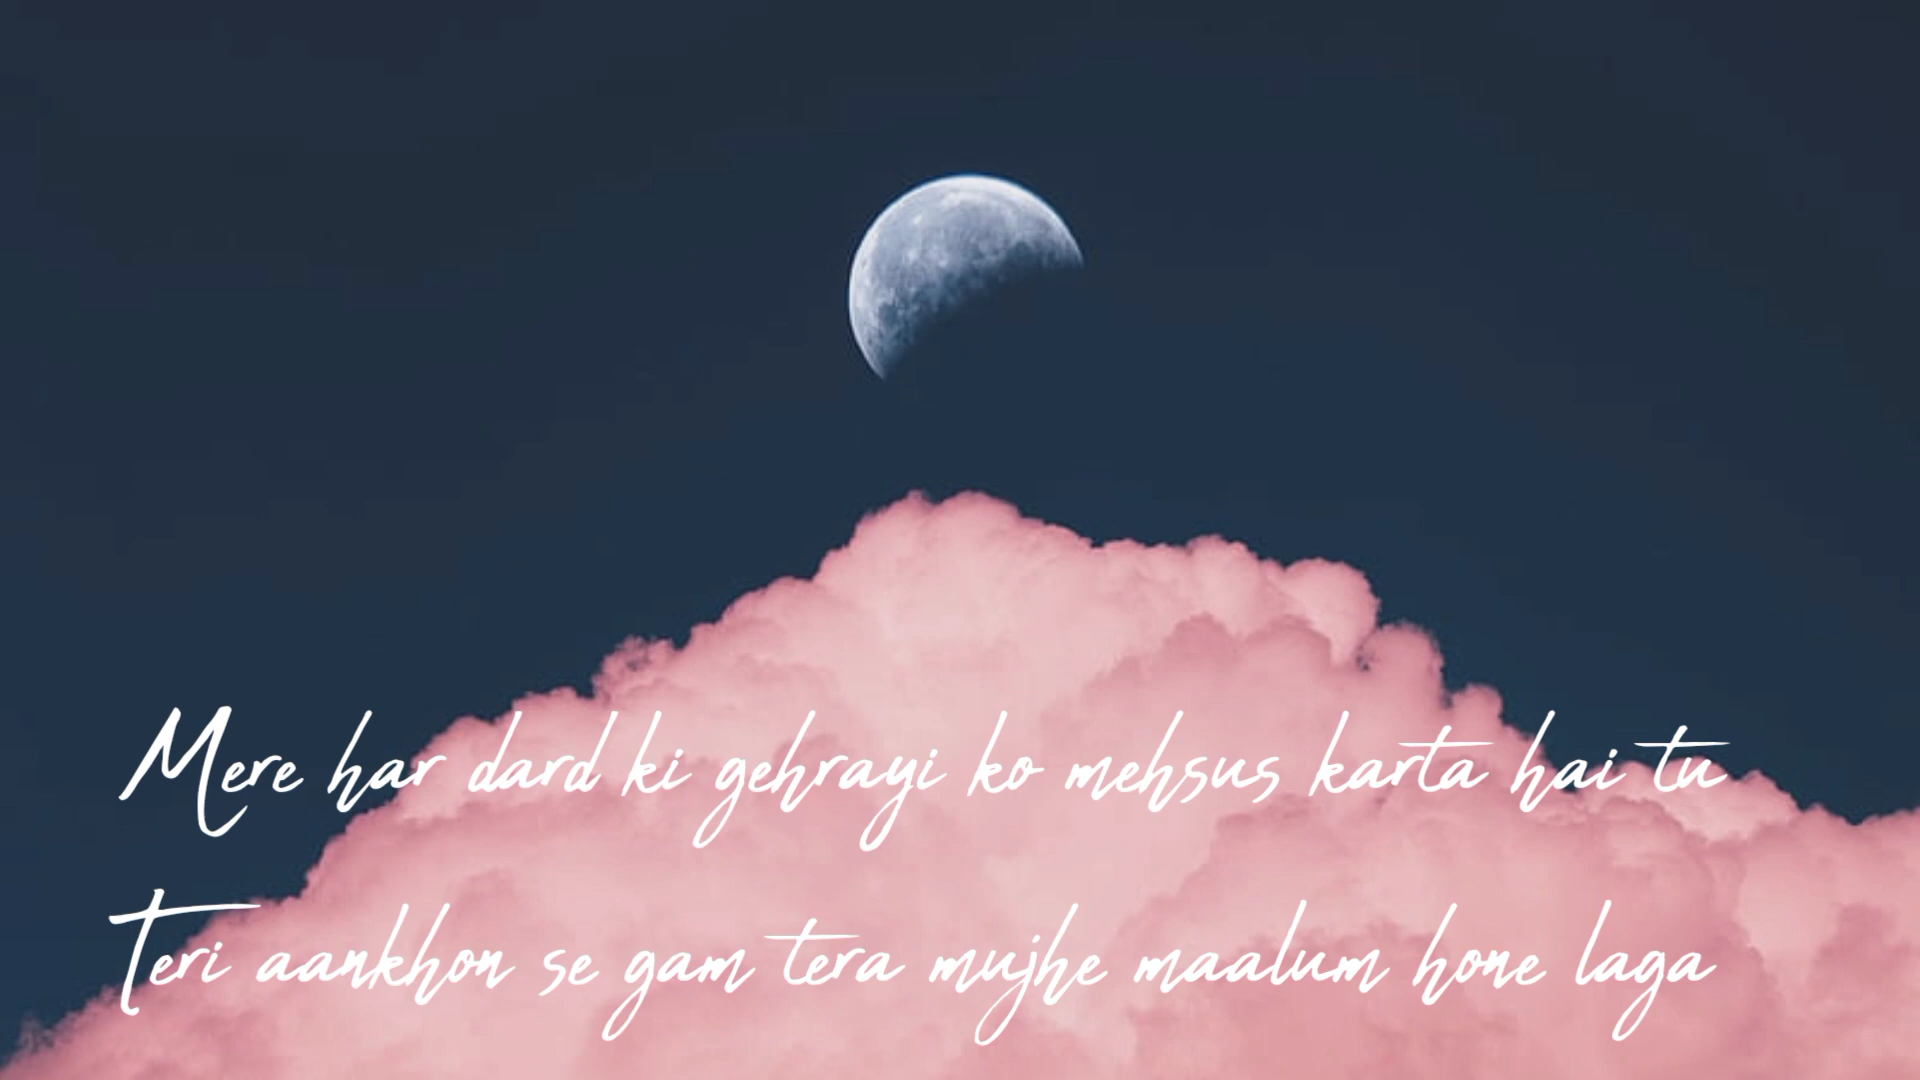 Mere har dard ki gehrayi ko mehsus karta hai tu
Teri aankhon se gam tera mujhe maalum hone laga